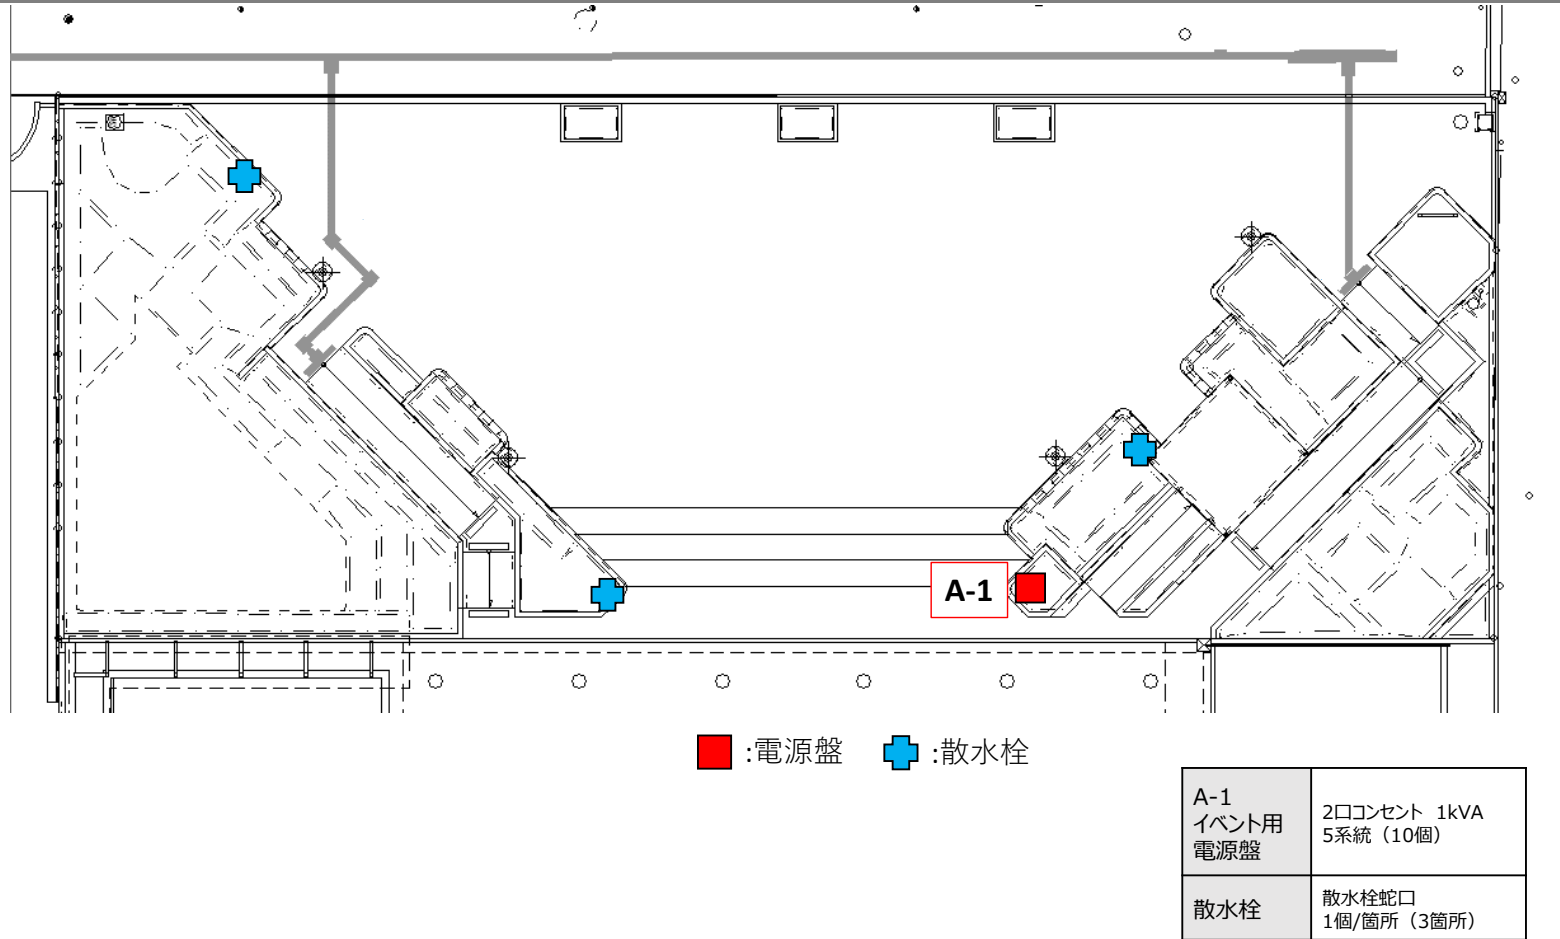 A-1
:電源盤 :散水栓
A-1
イベント用
電源盤
2口コンセント 1kVA
5系統（10個）
散水栓
散水栓蛇口
1個/箇所（3箇所）